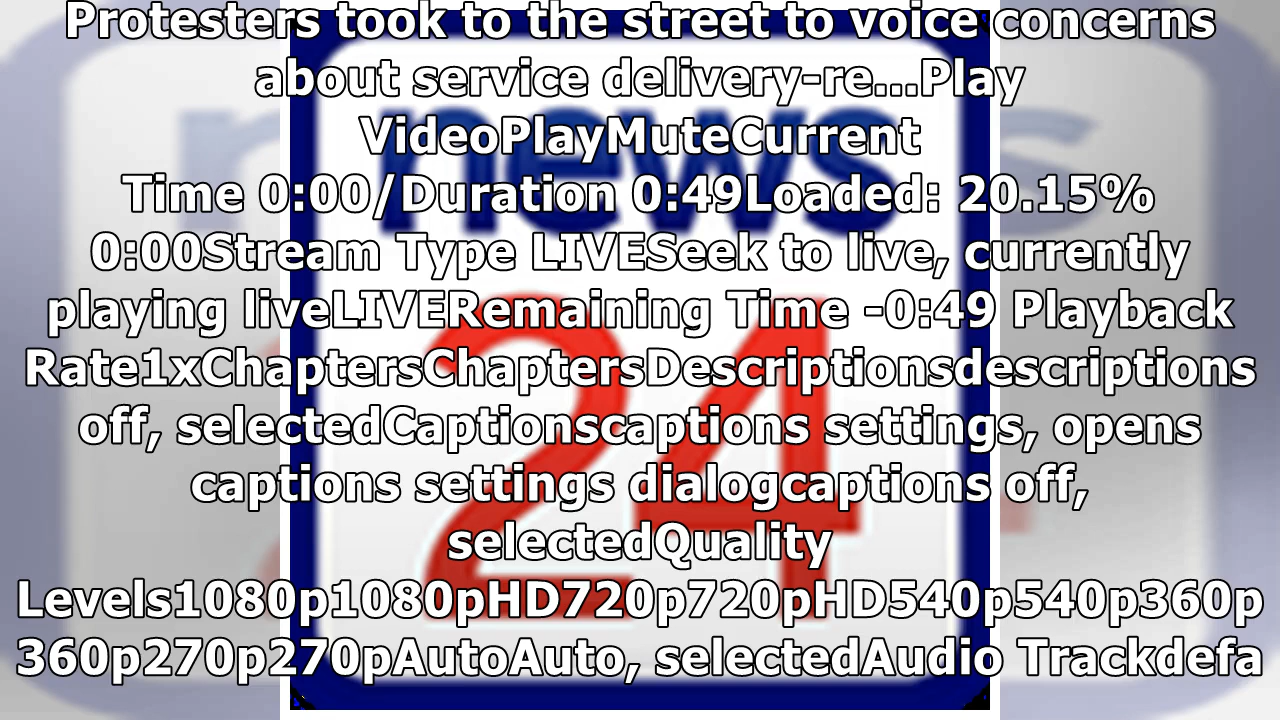 Protesters took to the street to voice concerns
about service delivery-re...Play
VideoPlayMuteCurrent
Time 0:00/Duration 0:49Loaded: 20.15%
0:00Stream Type LIVESeek to live, currently
playing liveLIVERemaining Time -0:49 Playback
Rate1xChaptersChaptersDescriptionsdescriptions
off, selectedCaptionscaptions settings, opens
captions settings dialogcaptions off,
selectedQuality
Levels1080p1080pHD720p720pHD540p540p360p
360p270p270pAutoAuto, selectedAudio Trackdefa
news
24